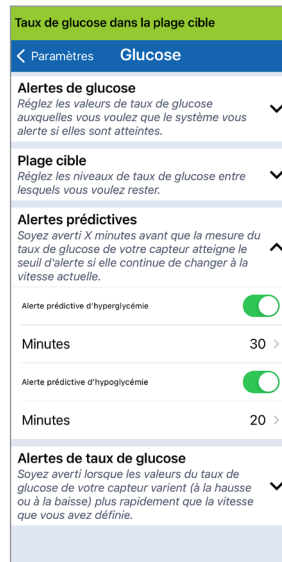 Taux de glucose dans la plage cible
Paramètres Glucose
Alertes de glucose
Réglez les valeurs de taux de glucose
auxquelles vous voulez que le système vous
alerte si elles sont atteintes.
Plage cible
Réglez les niveaux de taux de glucose entre
lesquels vous voulez rester.
Alertes prédictives
Soyez averti X minutes avant que la mesure du
taux de glucose de votre capteur atteigne le
seuil d'alerte si elle continue de changer à la
vitesse actuelle.
Alerte prédictive d'hyperglycémie
Minutes 30
Alerte prédictive d'hypoglycémie
Minutes 20
Alertes de taux de glucose
Soyez averti lorsque les valeurs du taux de
glucose de votre capteur varient (à la hausse
ou à la baisse) plus rapidement que la vitesse
que vous avez définie.